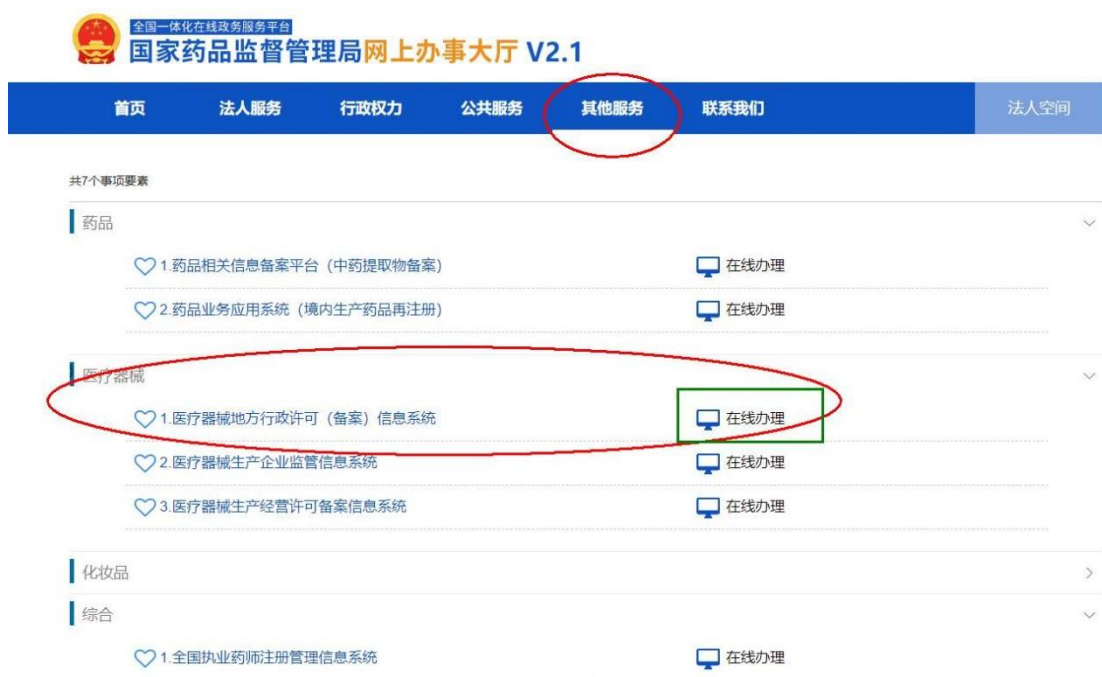 全国一体化在线政务服务平台
国家药品监督管理局网上办事大厅 V2.1
首页 法人服务 行政权力 公共服务 其他服务 联系我们 法人空间
共7个事项要素
药品
1.药品相关信息备案平台（中药提取物备案） 在线办理
2.药品业务应用系统（境内生产药品再注册） 在线办理
医疗器械
1.医疗器械地方行政许可（备案）信息系统 在线办理
2.医疗器械生产企业监管信息系统 在线办理
3.医疗器械生产经营许可备案信息系统 在线办理
化妆品
综合
1.全国执业药师注册管理信息系统 在线办理